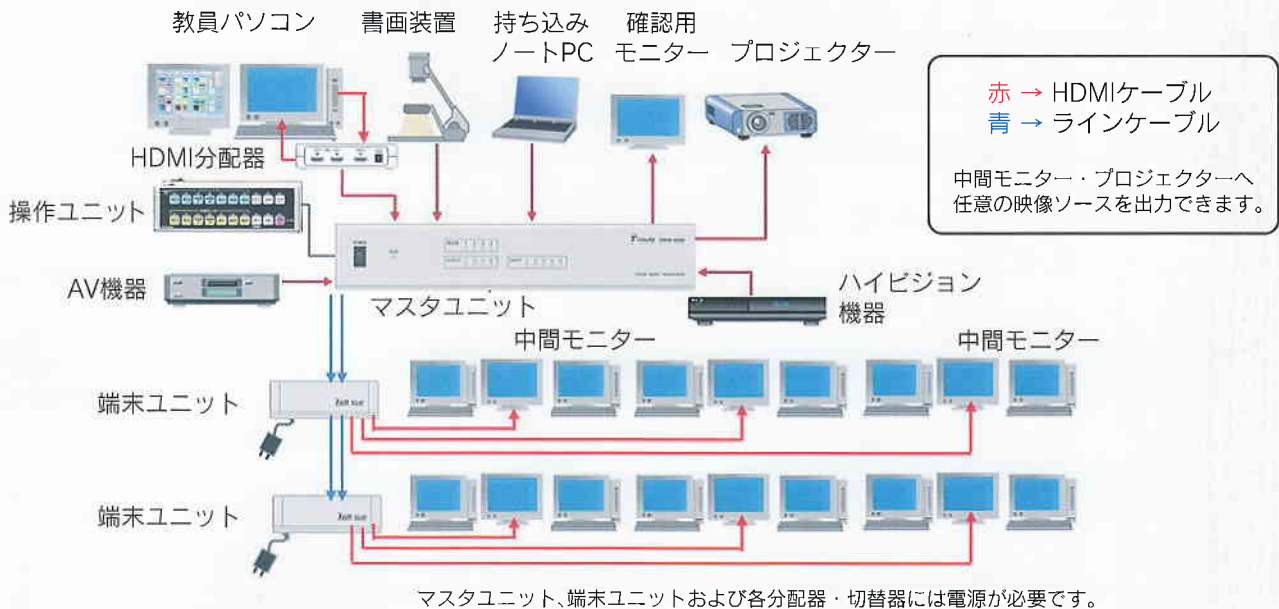 教員パソコン
書画装置
持ち込み
ノートPC
確認用
モニター
プロジェクター
赤 → HDMIケーブル
青 → ラインケーブル
中間モニター・プロジェクターへ
任意の映像ソースを出力できます。
HDMI分配器
操作ユニット
AV機器
マスタユニット
ハイビジョン
機器
中間モニター
中間モニター
端末ユニット
端末ユニット
マスタユニット、端末ユニットおよび各分配器・切替器には電源が必要です。